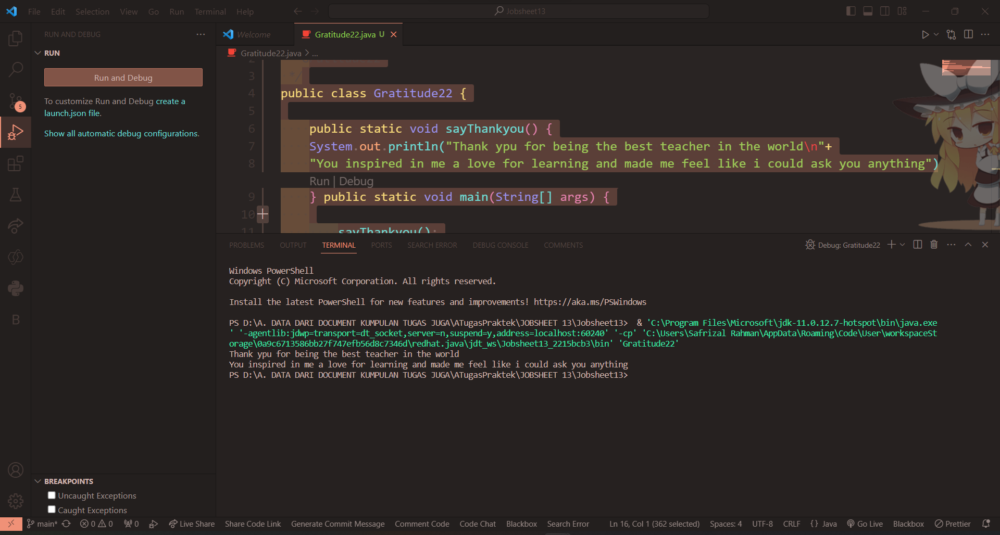 File Edit Selection View Go Run Terminal Help
Jobsheet13
RUN AND DEBUG
RUN
Run and Debug
To customize Run and Debug create a
launch.json file.
Show all automatic debug configurations.
5
Welcome
Gratitude22.java U
Gratitude22.java > ...
2
3 */
4 public class Gratitude22 {
5
6 public static void sayThankyou() {
7 System.out.println("Thank ypu for being the best teacher in the world\n"+
8 "You inspired in me a love for learning and made me feel like i could ask you anything")
Run | Debug
9 } public static void main(String[] args) {
10
11 sayThankyou();
PROBLEMS OUTPUT TERMINAL PORTS SEARCH ERROR DEBUG CONSOLE COMMENTS
Debug: Gratitude22
Windows PowerShell
Copyright (C) Microsoft Corporation. All rights reserved.
Install the latest PowerShell for new features and improvements! https://aka.ms/PSWindows
PS D:\A. DATA DARI DOCUMENT KUMPULAN TUGAS JUGA\ATugasPraktek\JOBSHEET 13\Jobsheet13> & 'C:\Program Files\Microsoft\jdk-11.0.12.7-hotspot\bin\java.exe
' '-agentlib:jdwp=transport=dt_socket,server=n,suspend=y,address=localhost:60240' '-cp' 'C:\Users\Safrizal Rahman\AppData\Roaming\Code\User\workspaceSt
orage\0a9c6713586bb27f747efb56d8c7346d\redhat.java\jdt_ws\Jobsheet13_2215bcb3\bin' 'Gratitude22'
Thank ypu for being the best teacher in the world
You inspired in me a love for learning and made me feel like i could ask you anything
PS D:\A. DATA DARI DOCUMENT KUMPULAN TUGAS JUGA\ATugasPraktek\JOBSHEET 13\Jobsheet13>
B
BREAKPOINTS
Uncaught Exceptions
Caught Exceptions
main* 0 0 0 Live Share Share Code Link Generate Commit Message Comment Code Code Chat Blackbox Search Error Ln 16, Col 1 (362 selected) Spaces: 4 UTF-8 CRLF {} Java Go Live Blackbox Prettier